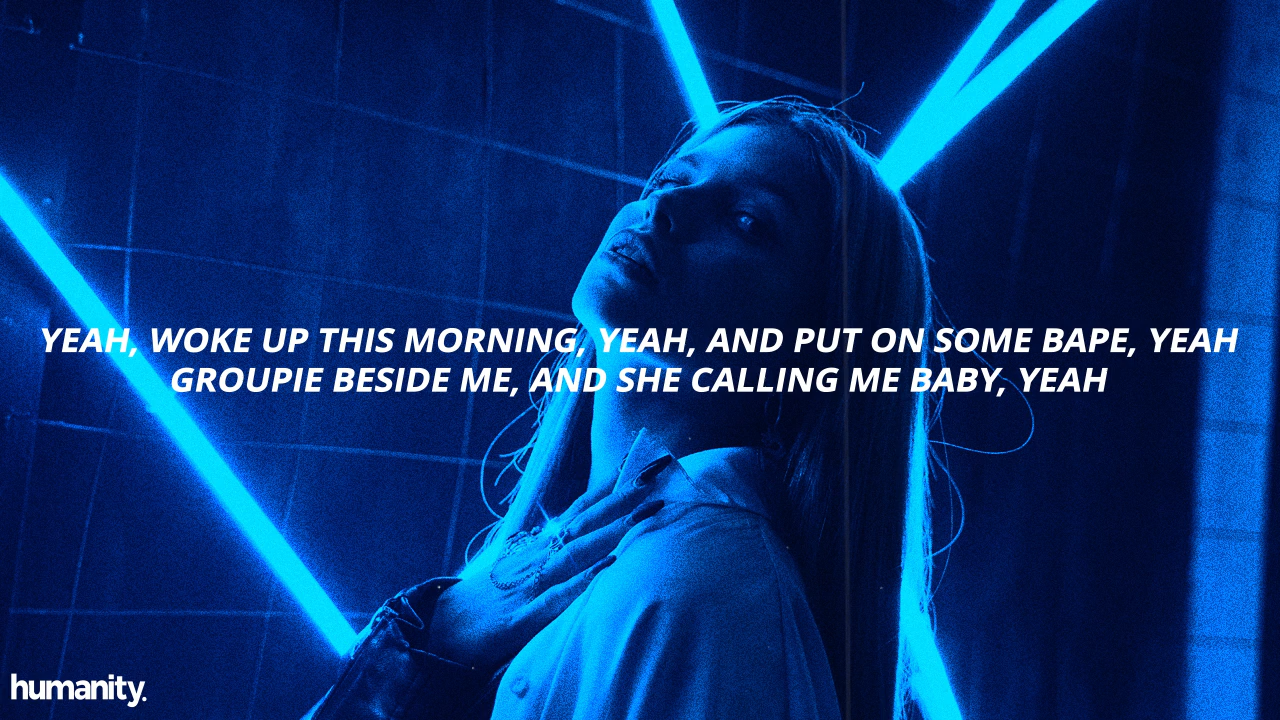 YEAH, WOKE UP THIS MORNING, YEAH, AND PUT ON SOME BAPE, YEAH
GROUPIE BESIDE ME, AND SHE CALLING ME BABY, YEAH
humanity.